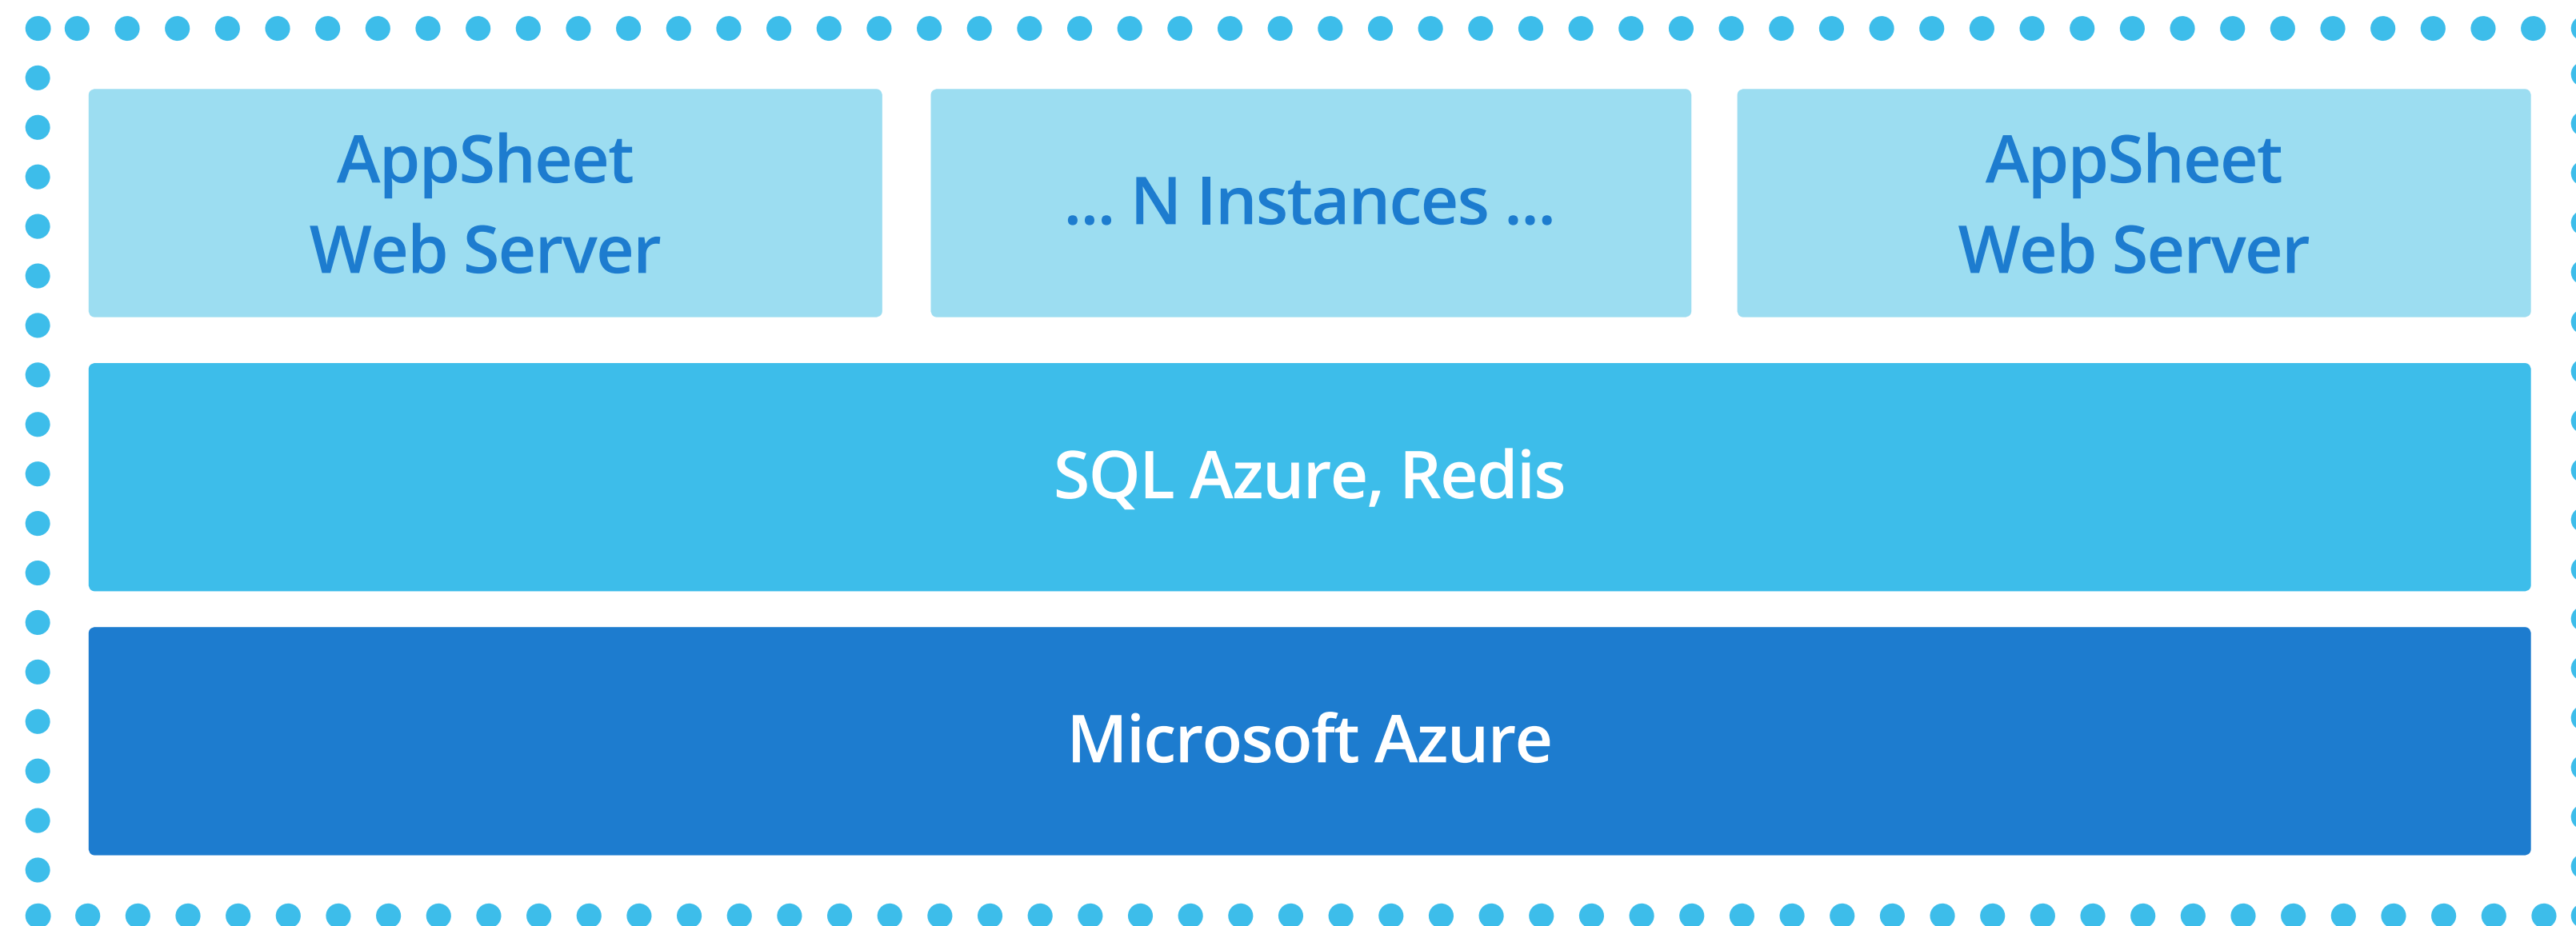 AppSheet
Web Server
... N Instances ...
AppSheet
Web Server
SQL Azure, Redis
Microsoft Azure